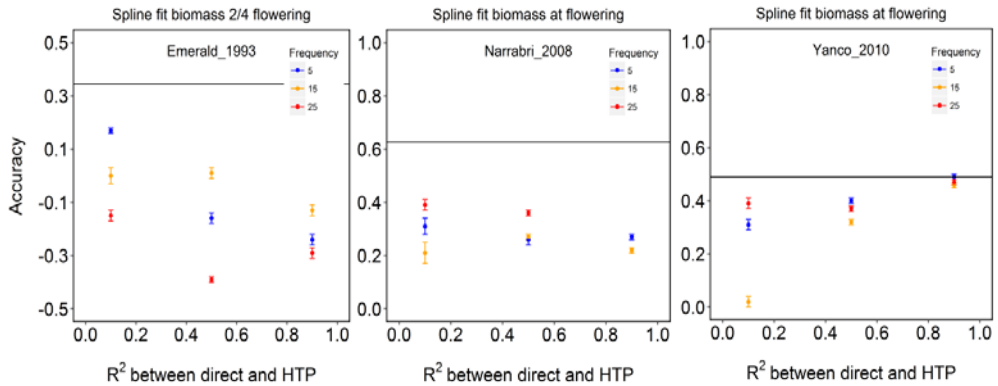 Spline fit biomass 2/4 flowering
Spline fit biomass at flowering
Spline fit biomass at flowering
Accuracy
0.5
0.3
0.1
-0.1
-0.3
-0.5
Emerald_1993
Frequency
5
15
25
0.0 0.2 0.4 0.6 0.8 1.0
R² between direct and HTP
1.0
0.8
0.6
0.4
0.2
0.0
Narrabri_2008
Frequency
5
15
25
0.0 0.2 0.4 0.6 0.8 1.0
R² between direct and HTP
1.0
0.8
0.6
0.4
0.2
0.0
Yanco_2010
Frequency
5
15
25
0.0 0.2 0.4 0.6 0.8 1.0
R² between direct and HTP